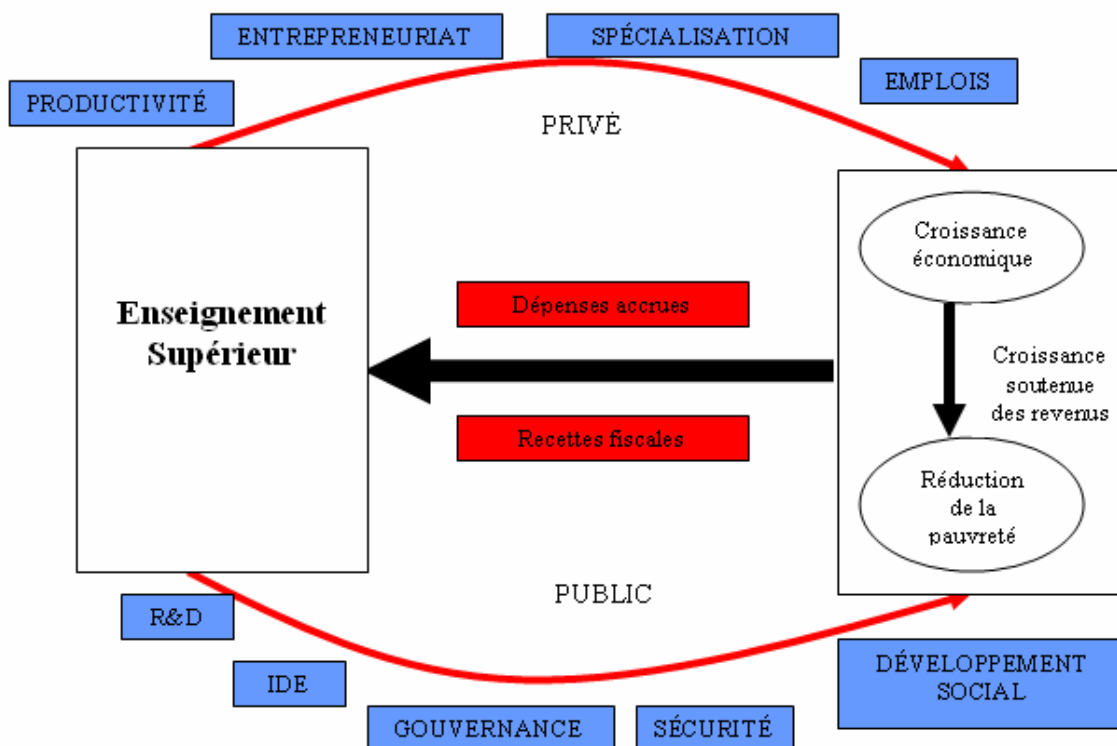 ENTREPRENEURIAT
SPÉCIALISATION
EMPLOIS
PRODUCTIVITÉ
PRIVÉ
Enseignement
Supérieur
Croissance
économique
Dépenses accrues
Croissance
soutenue
des revenus
Recettes fiscales
Réduction
de la
pauvreté
PUBLIC
R&D
IDE
GOUVERNANCE
SÉCURITÉ
DÉVELOPPEMENT
SOCIAL